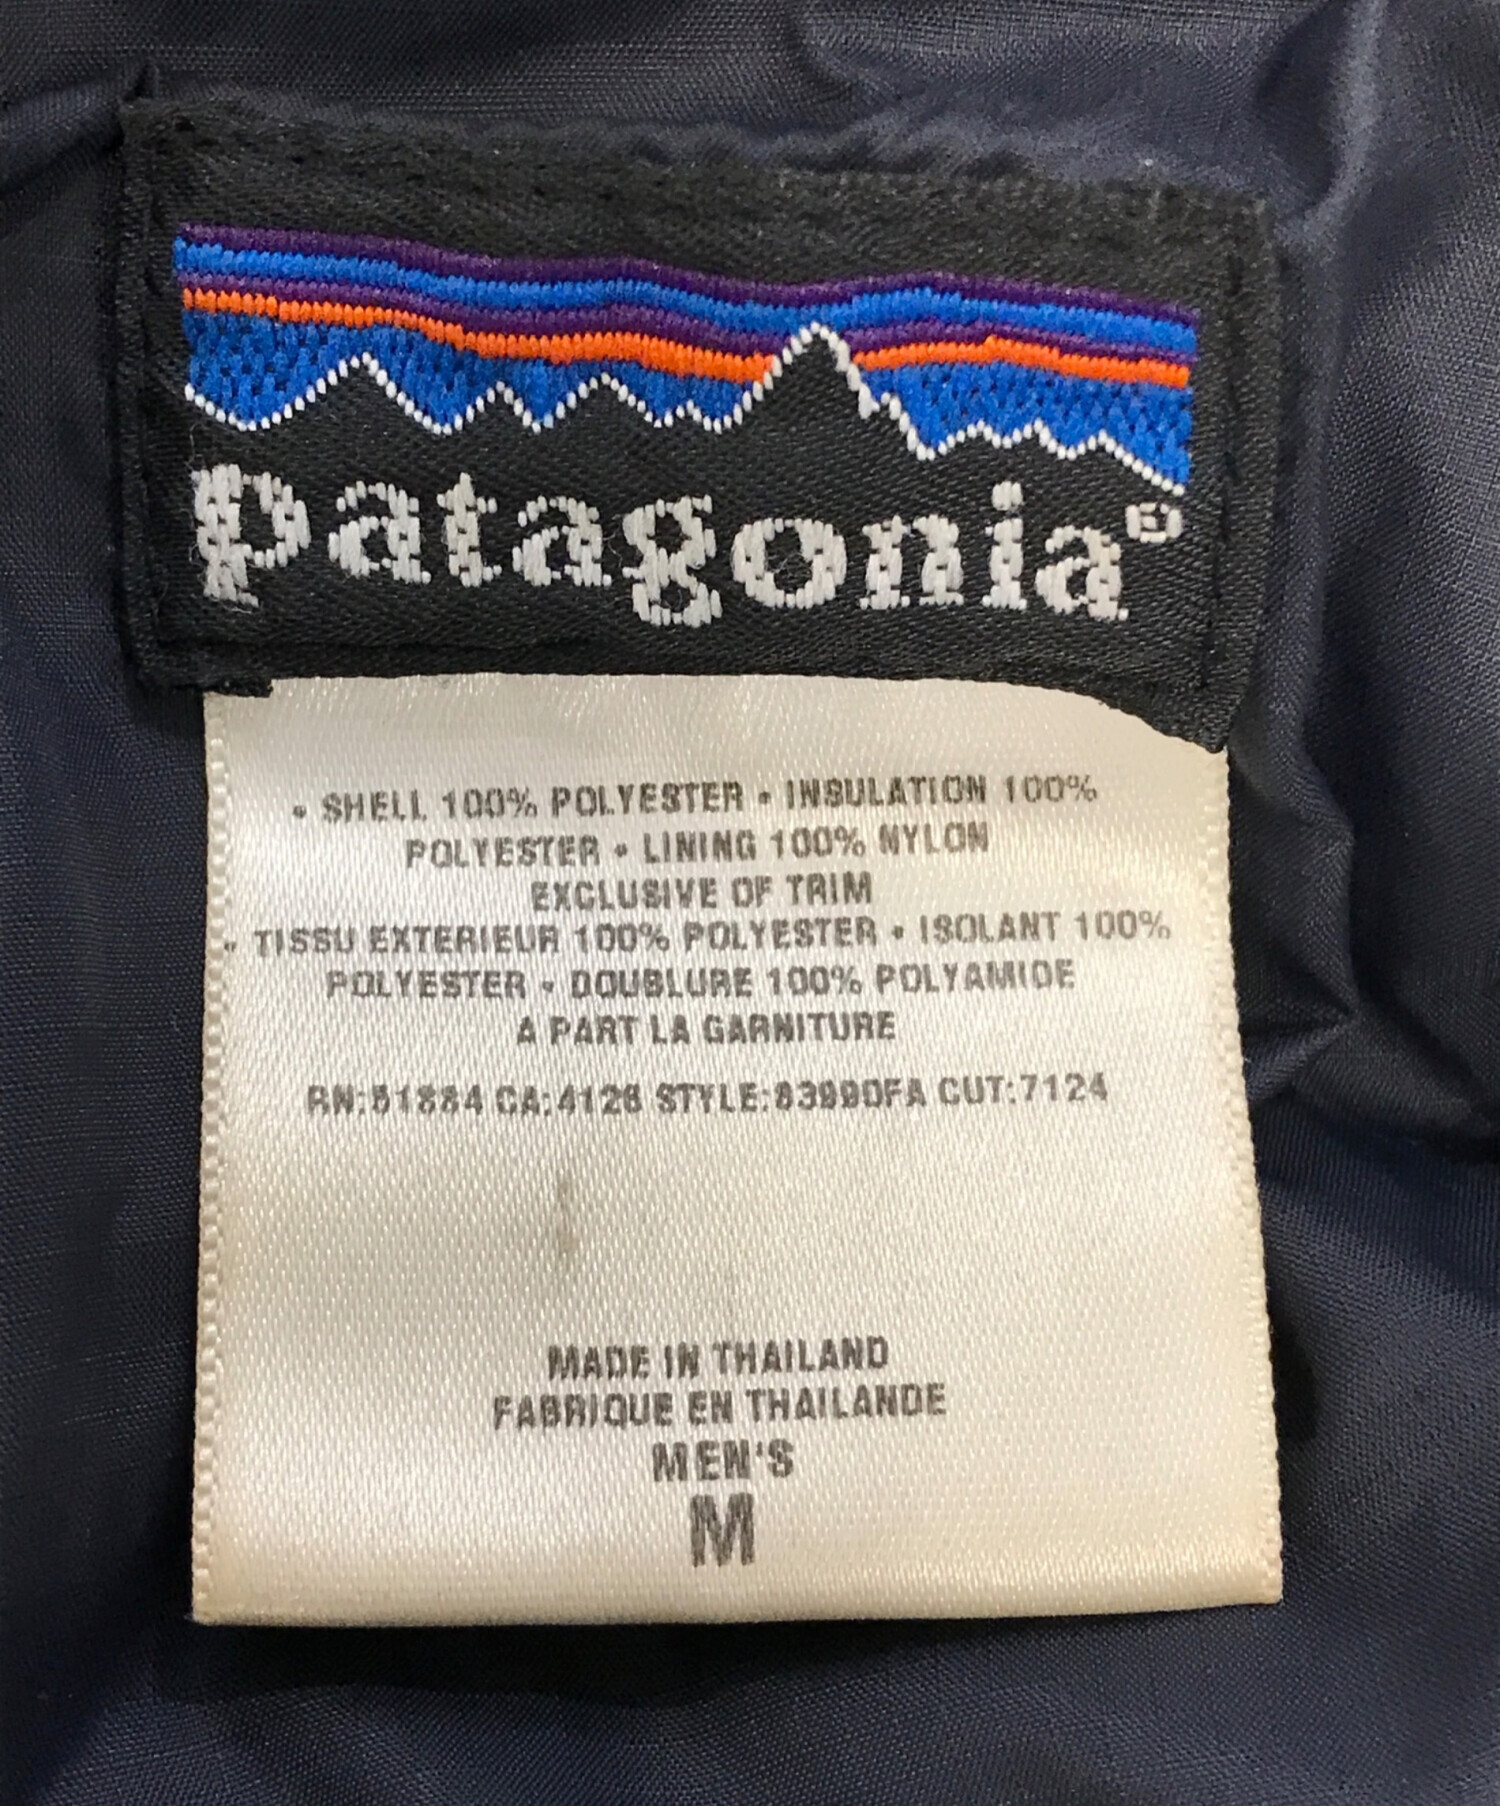 patagonia®
• SHELL 100% POLYESTER • INSULATION 100%
POLYESTER • LINING 100% NYLON
EXCLUSIVE OF TRIM
• TISSU EXTERIEUR 100% POLYESTER • ISOLANT 100%
POLYESTER • DOUBLURE 100% POLYAMIDE
A PART LA GARNITURE
RN:51884 CA:4126 STYLE:83990FA CUT:7124
MADE IN THAILAND
FABRIQUE EN THAILANDE
MEN'S
M